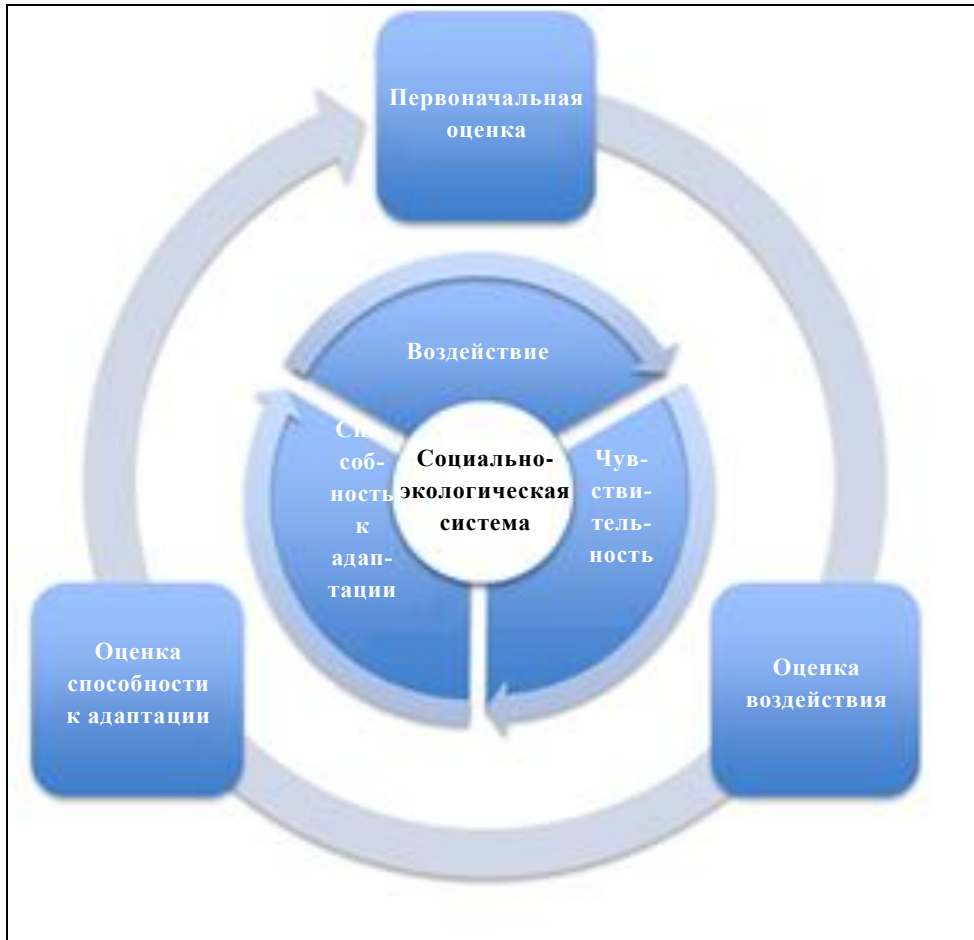 Первоначальная
оценка
Воздействие
Спо-
соб-
ность
к
адап-
тации
Социально-
экологическая
система
Чув-
стви-
тель-
ность
Оценка
способности
к адаптации
Оценка
воздействия